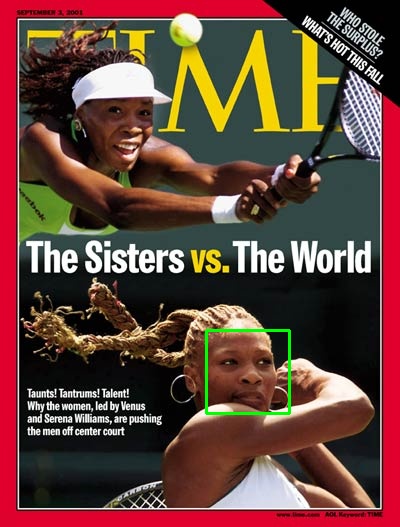 SEPTEMBER 3, 2001
WHO STOLE
THE SURPLUS?
WHAT'S HOT THIS FALL
TIME
Reebok
The Sisters vs. The World
Taunts! Tantrums! Talent!
Why the women, led by Venus
and Serena Williams, are pushing
the men off center court
CARBON
www.time.com AOL Keyword: TIME